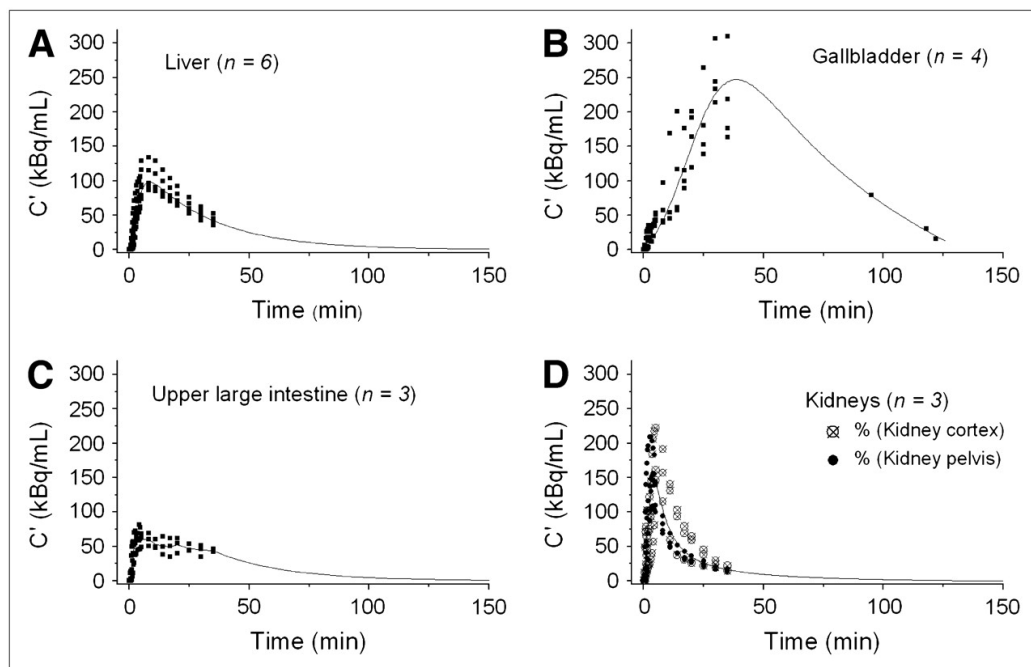 A
Liver (n = 6)
C' (kBq/mL)
300
250
200
150
100
50
0
0
50
100
150
Time (min)
B
Gallbladder (n = 4)
C' (kBq/mL)
300
250
200
150
100
50
0
0
50
100
150
Time (min)
C
Upper large intestine (n = 3)
C' (kBq/mL)
300
250
200
150
100
50
0
0
50
100
150
Time (min)
D
Kidneys (n = 3)
% (Kidney cortex)
% (Kidney pelvis)
C' (kBq/mL)
300
250
200
150
100
50
0
0
50
100
150
Time (min)